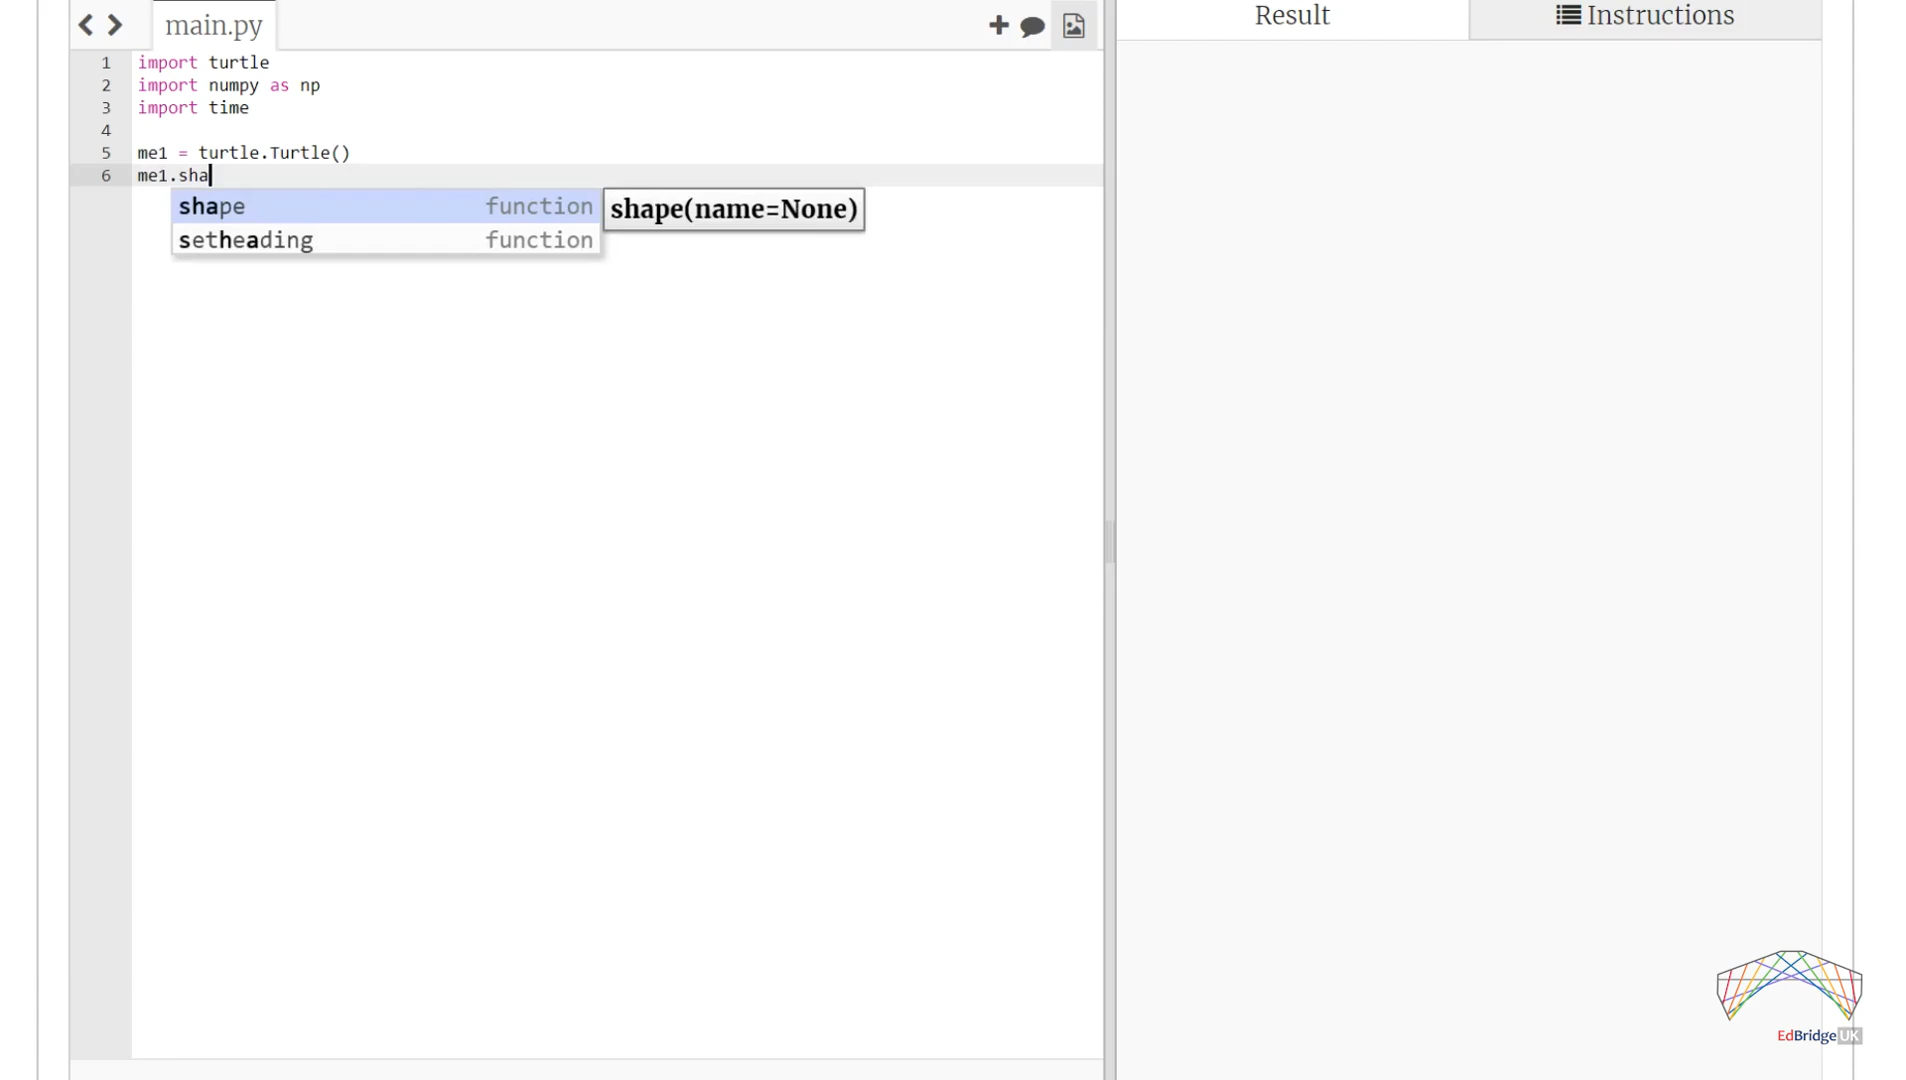 main.py
Result
Instructions
1 import turtle
2 import numpy as np
3 import time
4
5 me1 = turtle.Turtle()
6 me1.sha
shape function
shape(name=None)
setheading function
EdBridge UK